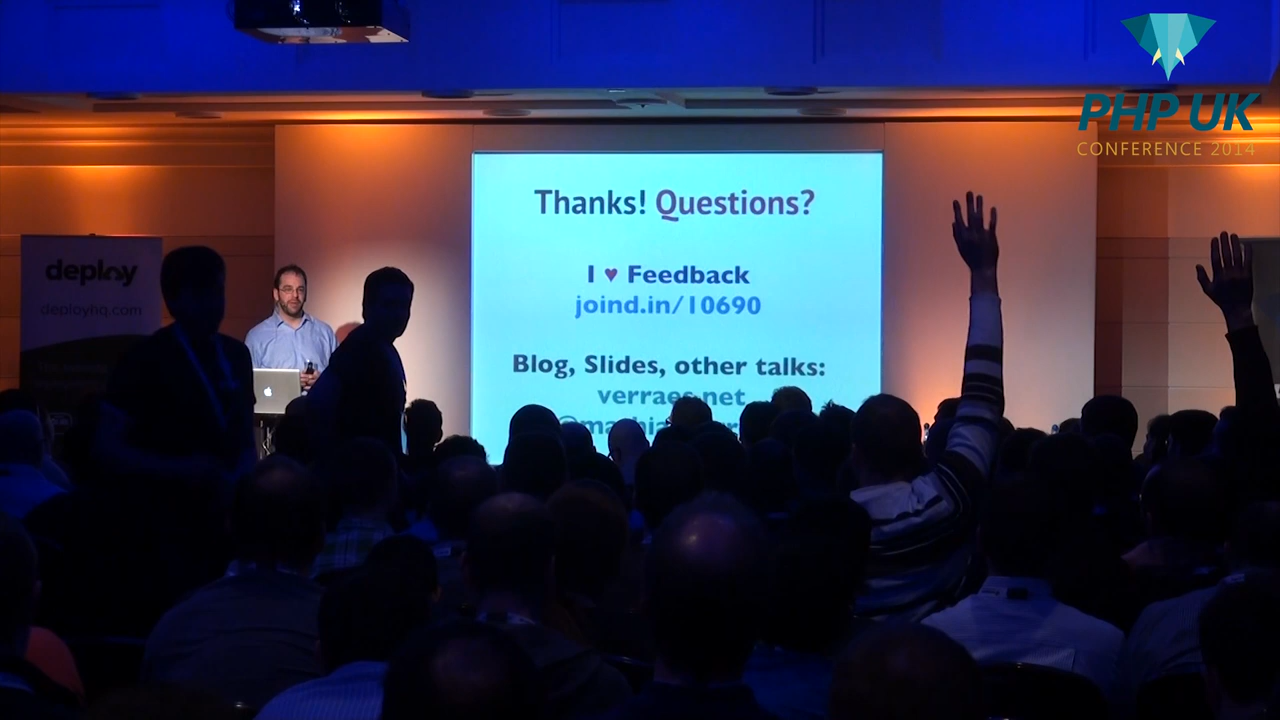 PHP UK
CONFERENCE 2014
deploy
deployhq.com
Thanks! Questions?
I ♥ Feedback
joind.in/10690
Blog, Slides, other talks:
verraes.net